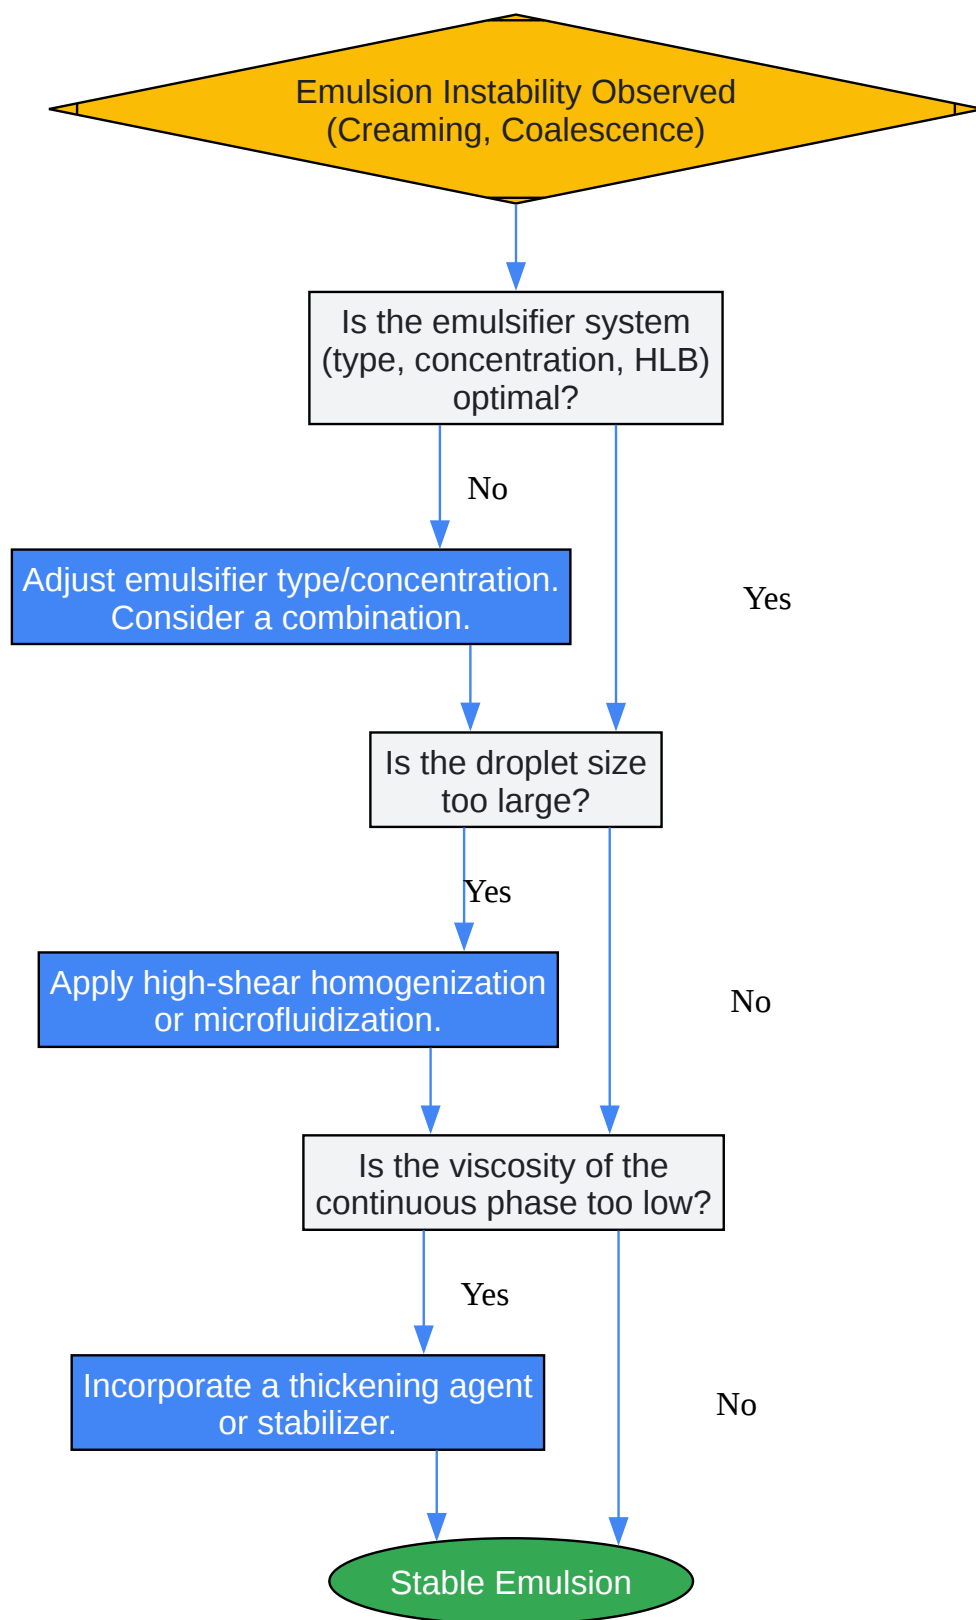 Emulsion Instability Observed
(Creaming, Coalescence)
Is the emulsifier system
(type, concentration, HLB)
optimal?
No
Adjust emulsifier type/concentration.
Consider a combination.
Yes
Is the droplet size
too large?
Yes
Apply high-shear homogenization
or microfluidization.
No
Is the viscosity of the
continuous phase too low?
Yes
Incorporate a thickening agent
or stabilizer.
No
Stable Emulsion